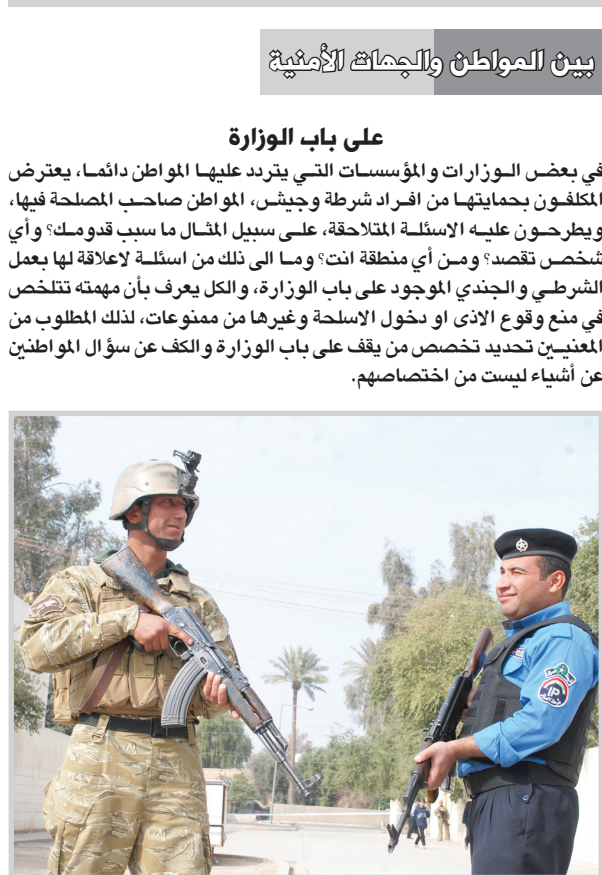 بين المواطن والجهات الأمنية
على باب الوزارة
في بعض الوزارات والمؤسسات التي يتردد عليها المواطن دائما، يعترض
المكلفون بحمايتها من افراد شرطة وجيش، المواطن صاحب المصلحة فيها،
ويطرحون عليه الاسئلة المتلاحقة، على سبيل المثال ما سبب قدومك؟ وأي
شخص تقصد؟ ومن أي منطقة انت؟ وما الى ذلك من اسئلة لاعلاقة لها بعمل
الشرطي والجندي الموجود على باب الوزارة، والكل يعرف بأن مهمته تتلخص
في منع وقوع الاذى او دخول الاسلحة وغيرها من ممنوعات، لذلك المطلوب من
المعنيين تحديد تخصص من يقف على باب الوزارة والكف عن سؤال المواطنين
عن أشياء ليست من اختصاصهم.
IP